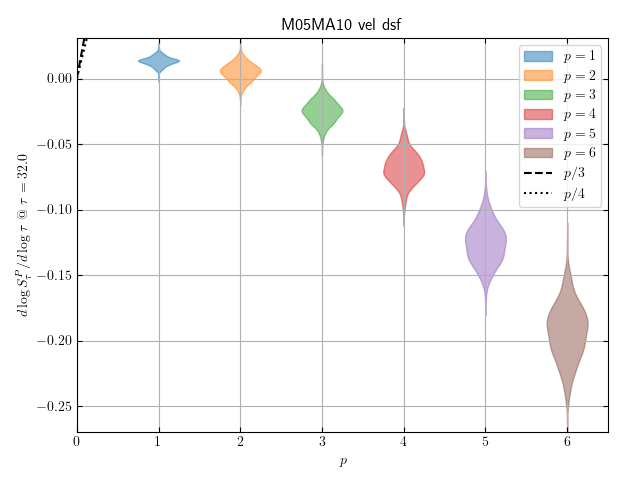 M05MA10 vel dsf
d log S_τ^P / d log τ @ τ = 32.0
0.00
−0.05
−0.10
−0.15
−0.20
−0.25
0 1 2 3 4 5 6
p
p = 1
p = 2
p = 3
p = 4
p = 5
p = 6
p/3
p/4